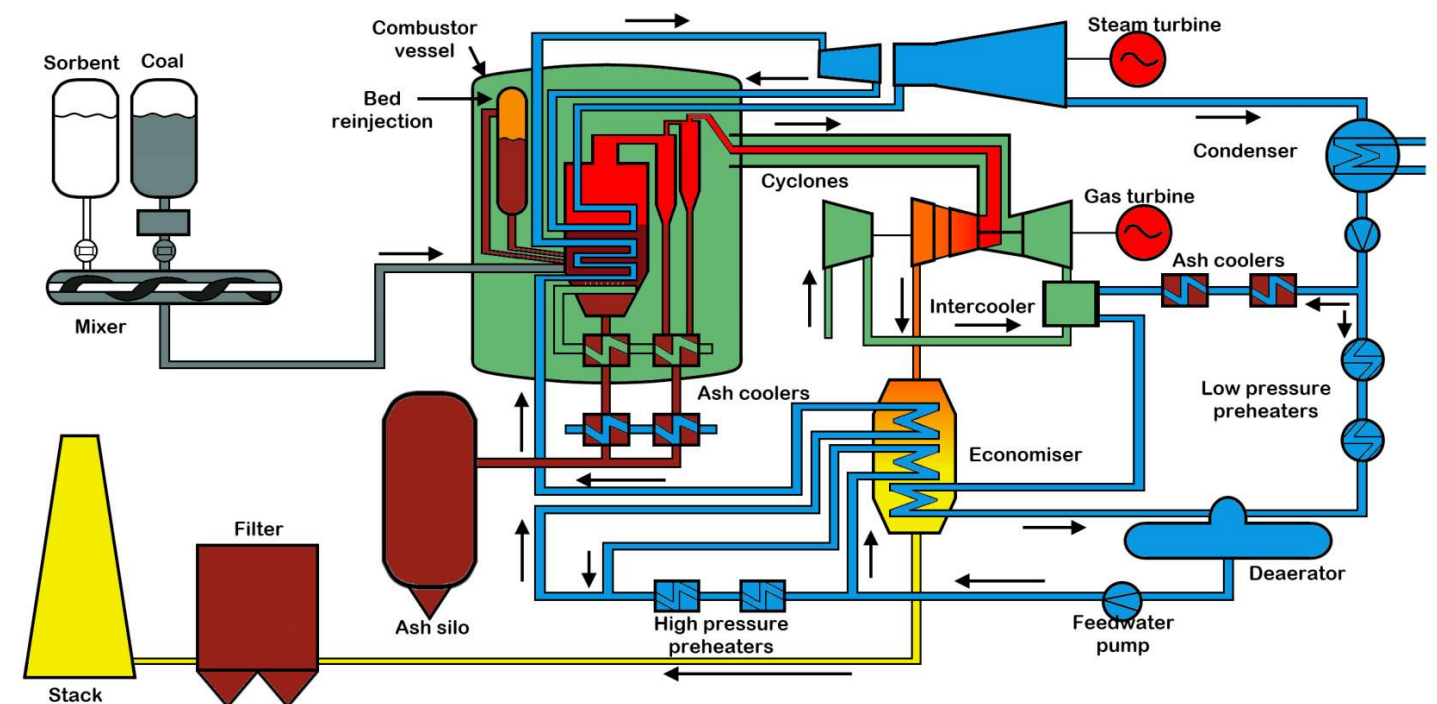 Sorbent
Coal
Combustor
vessel
Bed
reinjection
Steam turbine
Condenser
Cyclones
Gas turbine
Mixer
Intercooler
Ash coolers
Ash coolers
Low pressure
preheaters
Economiser
Filter
Deaerator
Ash silo
High pressure
preheaters
Feedwater
pump
Stack